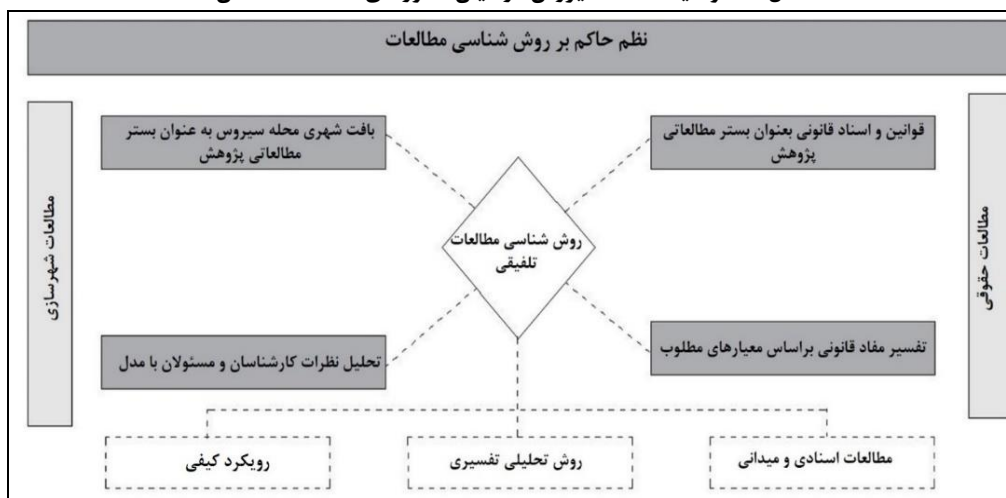 نظم حاکم بر روش شناسی مطالعات
مطالعات حقوقی
قوانین و اسناد قانونی بعنوان بستر مطالعاتی
پژوهش
بافت شهری محله سیروس به عنوان بستر
مطالعاتی پژوهش
مطالعات شهرسازی
روش شناسی مطالعات
تلفیقی
تفسیر مفاد قانونی براساس معیارهای مطلوب
تحلیل نظرات کارشناسان و مسئولان با مدل
مطالعات اسنادی و میدانی
روش تحلیلی تفسیری
رویکرد کیفی